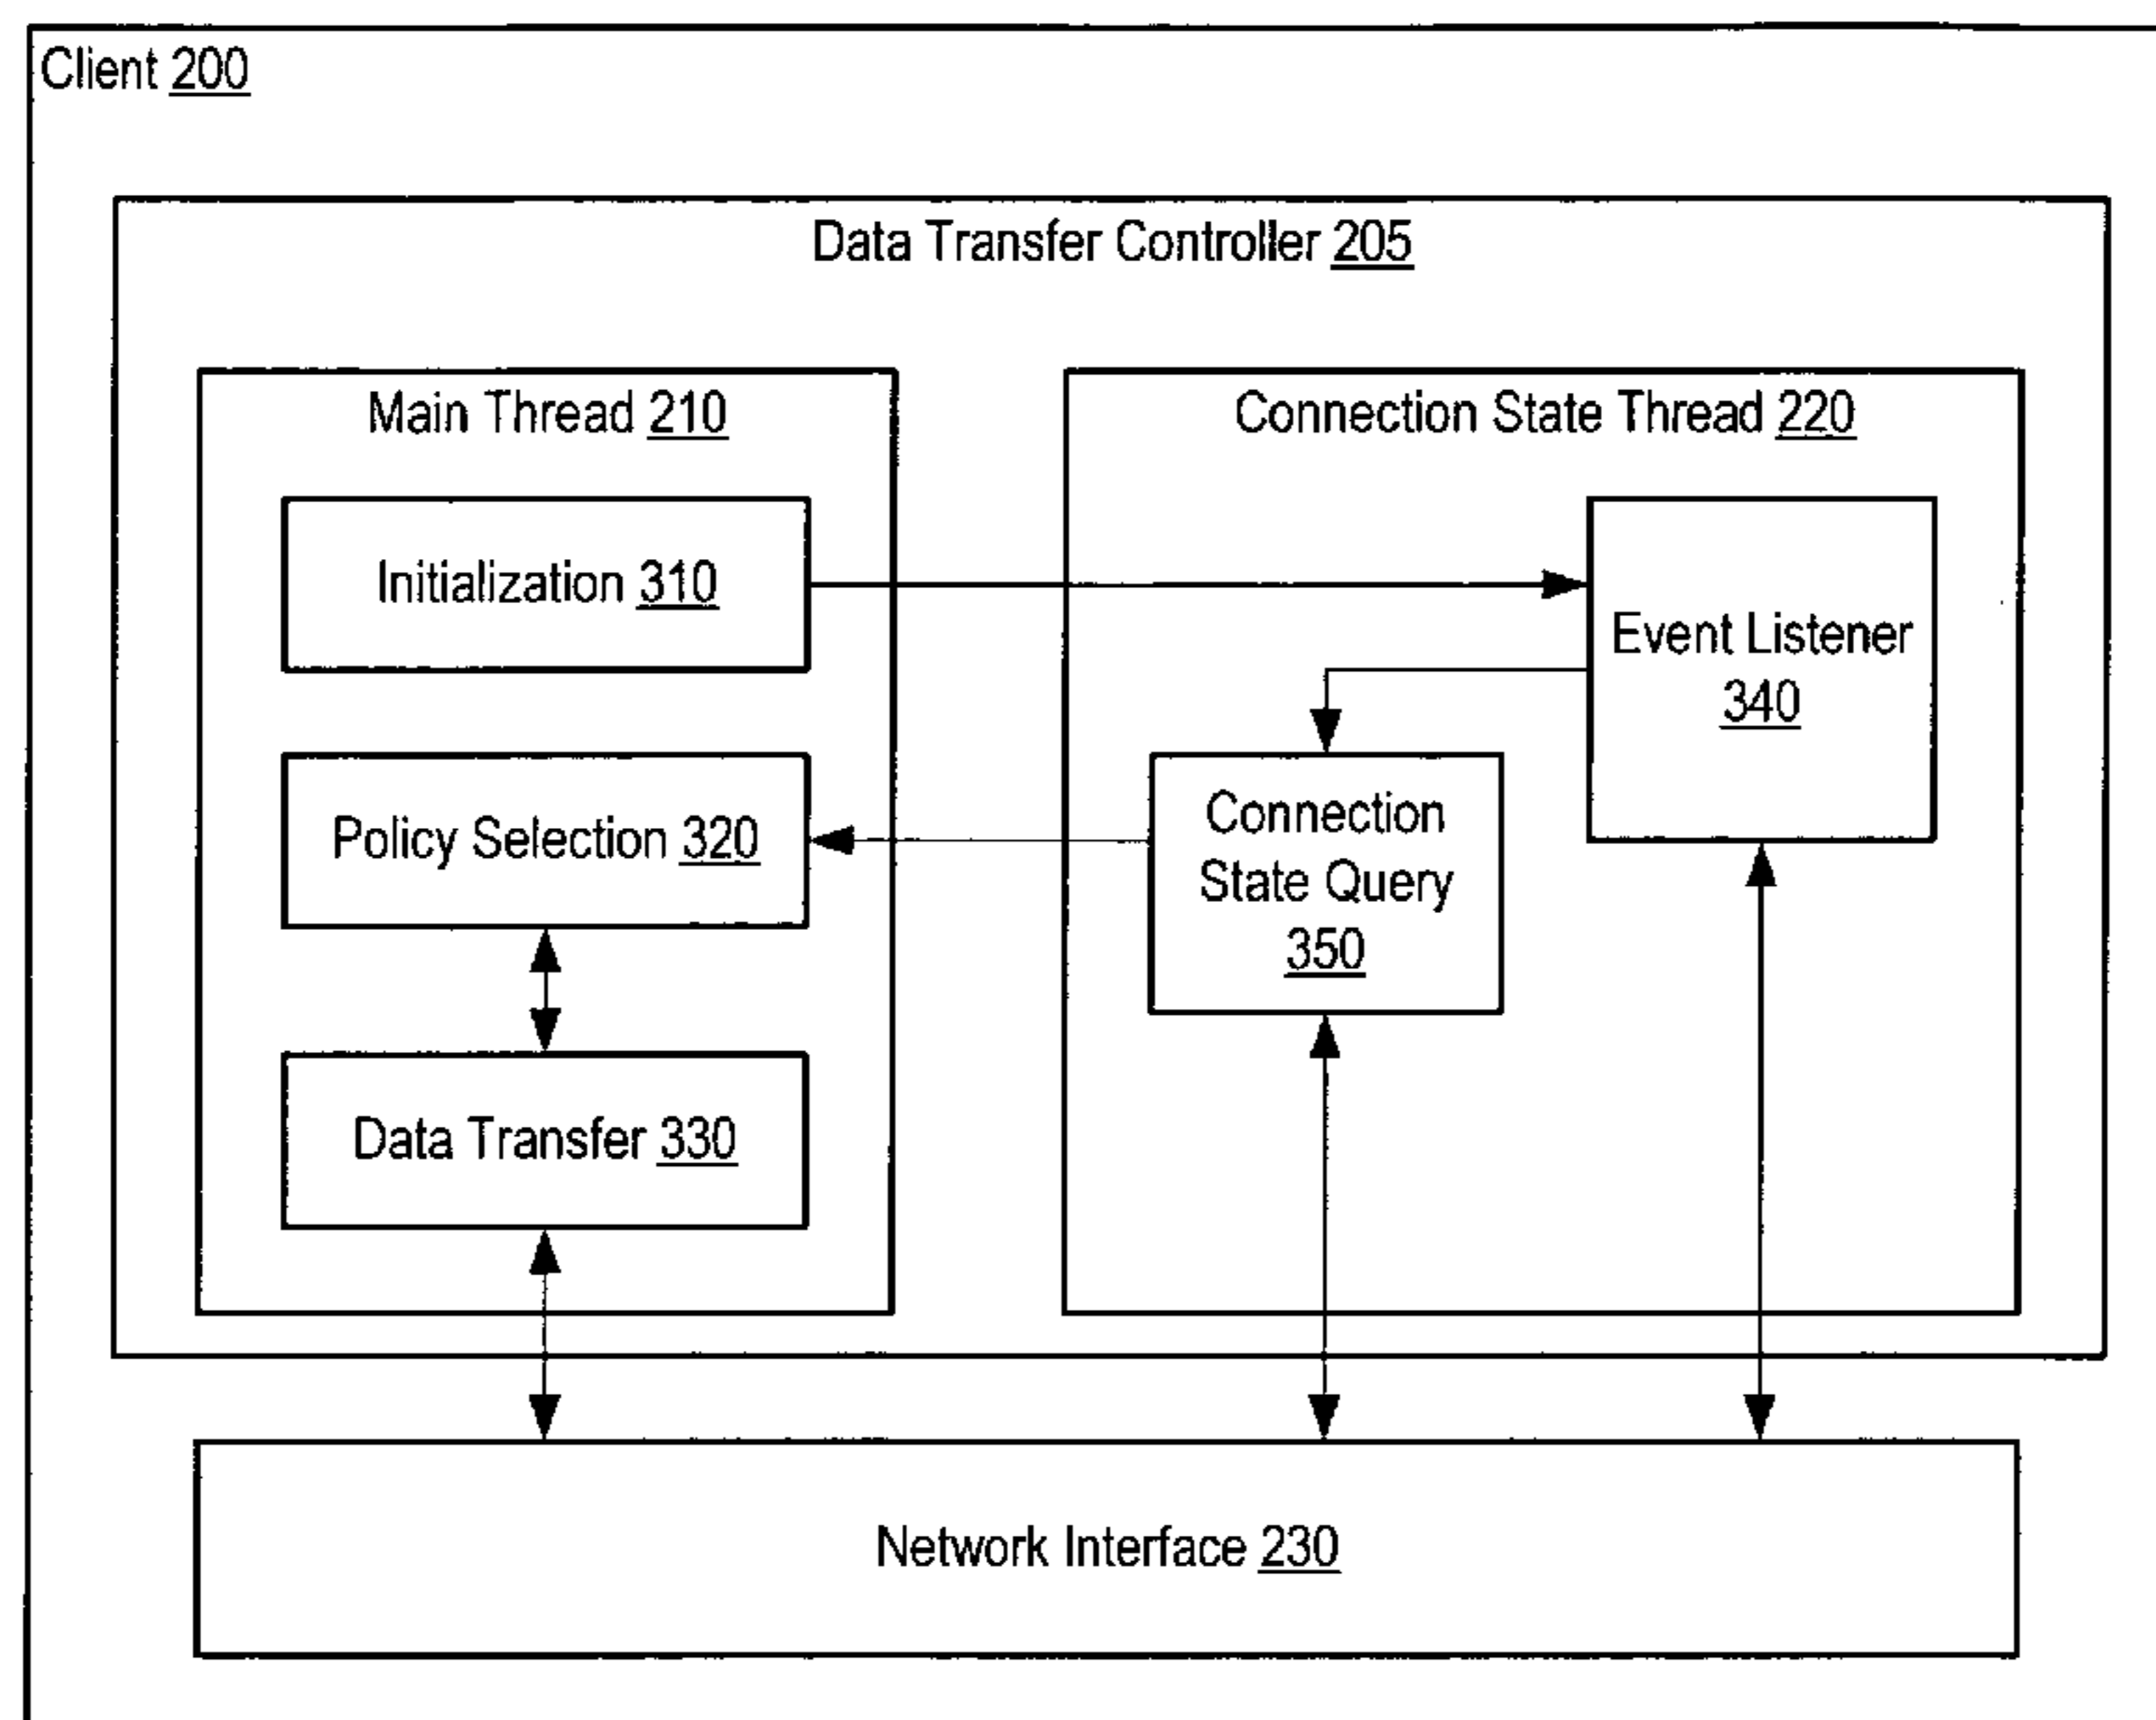 Client 200
Data Transfer Controller 205
Main Thread 210
Connection State Thread 220
Initialization 310
Event Listener
340
Policy Selection 320
Connection
State Query
350
Data Transfer 330
Network Interface 230